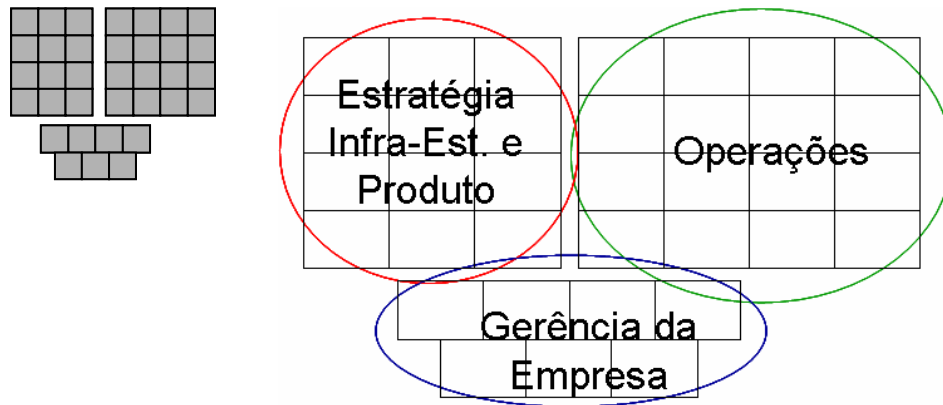 Estratégia
Infra-Est. e
Produto
Operações
Gerência da
Empresa